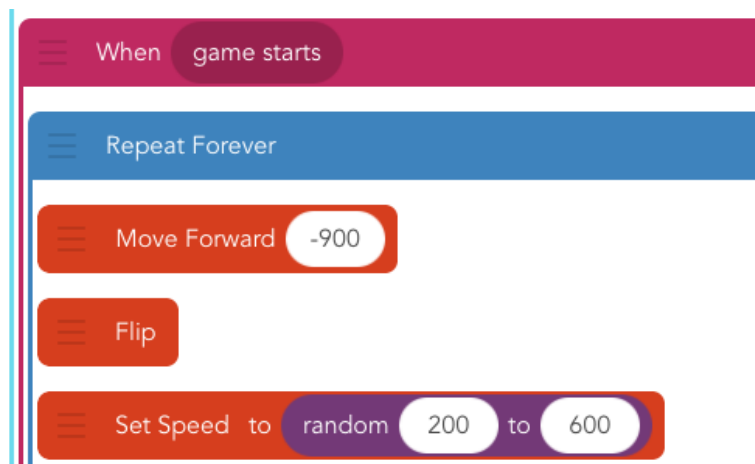 When game starts
Repeat Forever
Move Forward -900
Flip
Set Speed to random 200 to 600